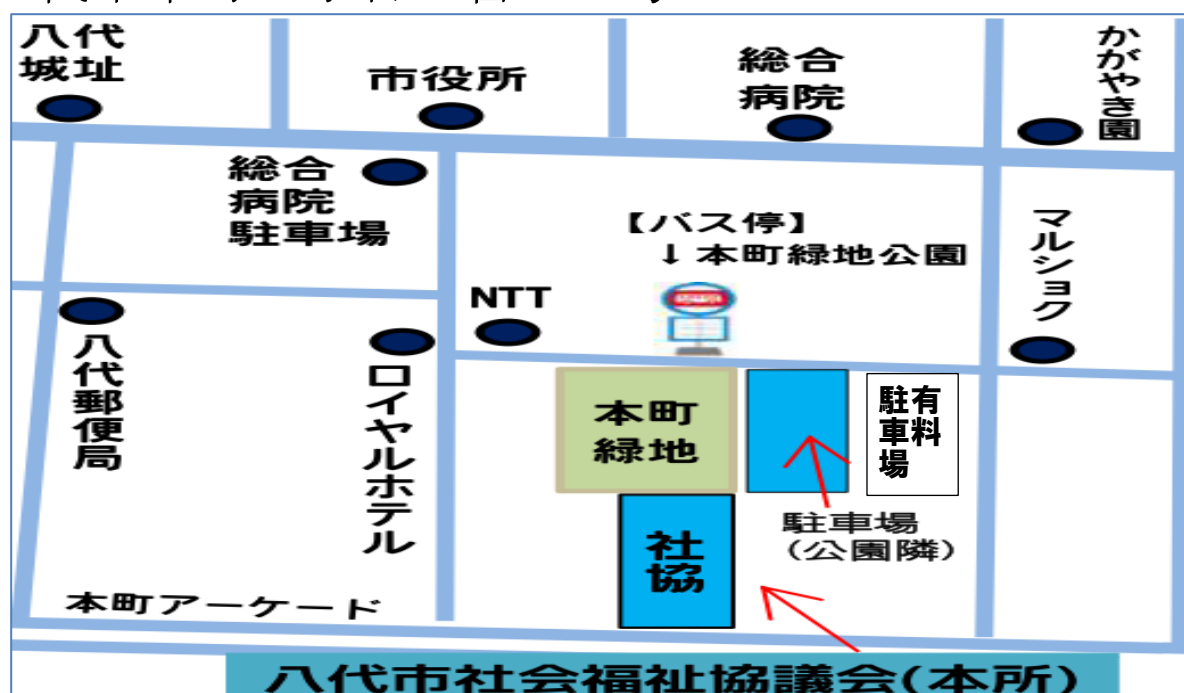 八代
城址
市役所
総合
病院
かがやき園
総合
病院
駐車場
【バス停】
↓本町緑地公園
マルショク
NTT
八代郵便局
ロイヤルホテル
本町
緑地
有料
駐車場
駐車場
（公園隣）
社協
本町アーケード
八代市社会福祉協議会(本所)